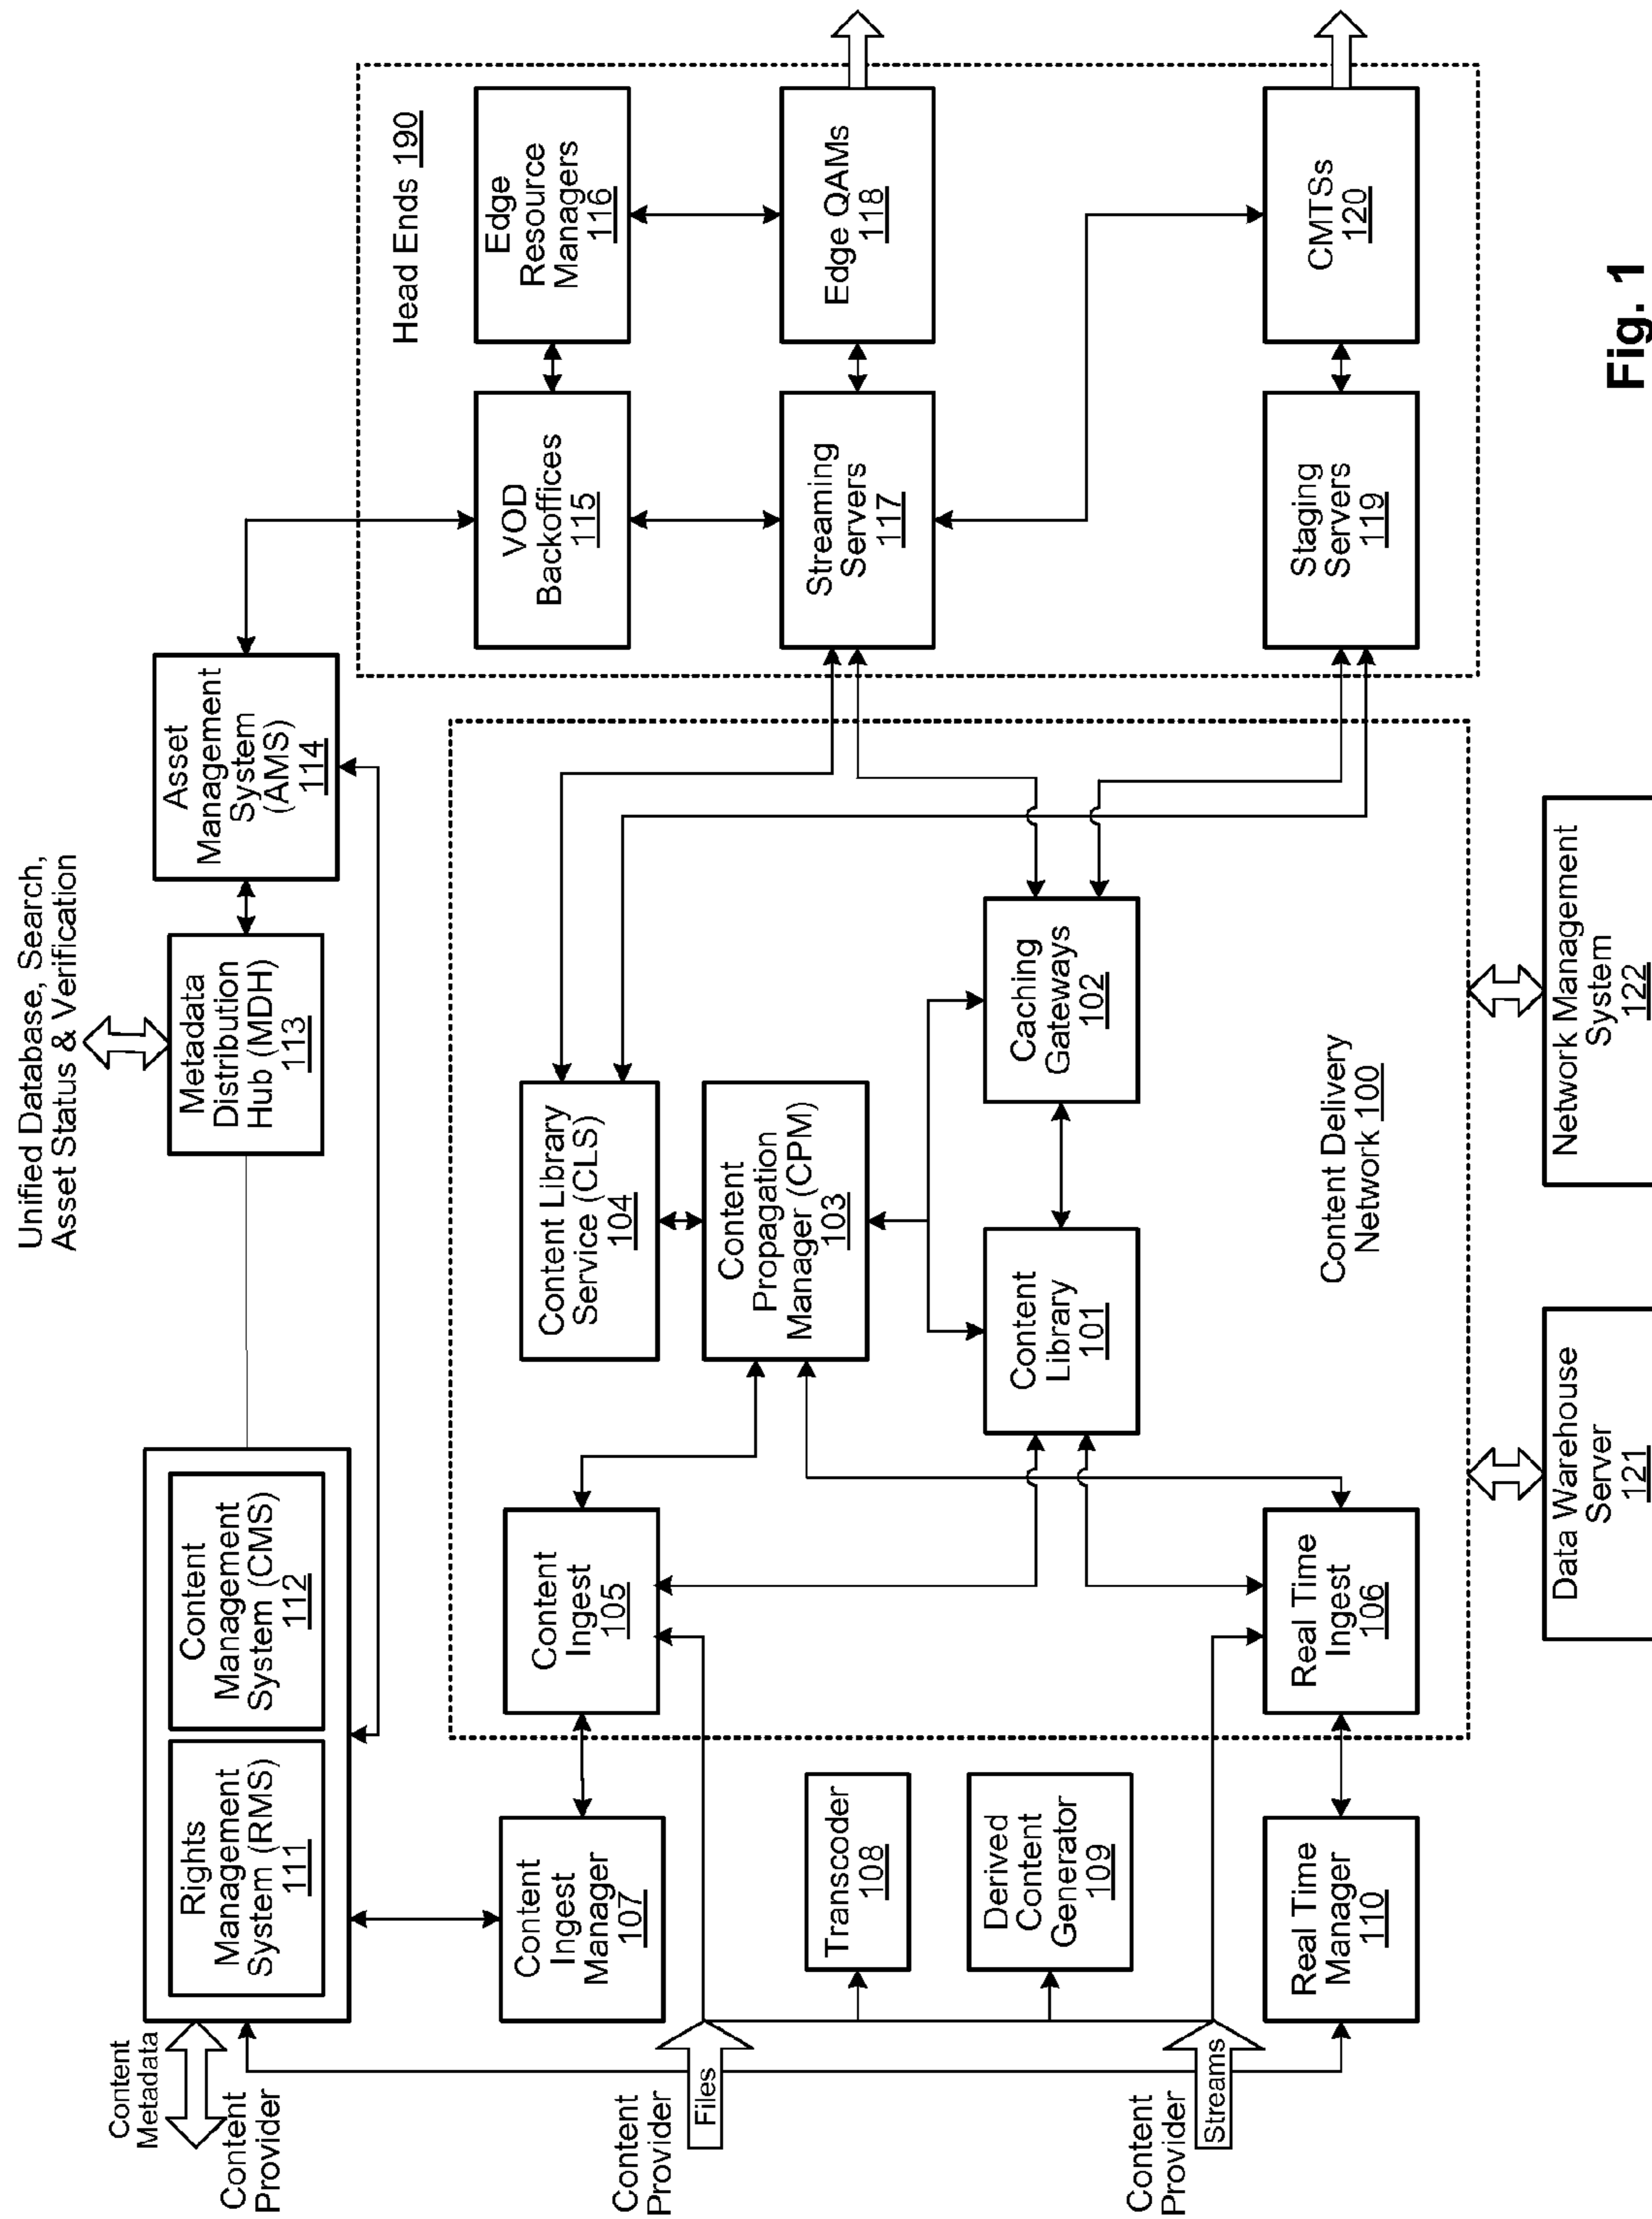 Unified Database, Search,
Asset Status & Verification
Content
Metadata
Content
Provider
Rights
Management
System (RMS)
111
Content
Management
System (CMS)
112
Metadata
Distribution
Hub (MDH)
113
Asset
Management
System
(AMS)
114
Head Ends 190
Content
Ingest
Manager
107
Content
Ingest
105
Content Library
Service (CLS)
104
VOD
Backoffices
115
Edge
Resource
Managers
116
Content
Provider
Files
Content
Propagation
Manager (CPM)
103
Transcoder
108
Streaming
Servers
117
Edge QAMs
118
Derived
Content
Generator
109
Content
Library
101
Caching
Gateways
102
Content
Provider
Streams
Real Time
Manager
110
Real Time
Ingest
106
Content Delivery
Network 100
Staging
Servers
119
CMTSs
120
Data Warehouse
Server
121
Network Management
System
122
Fig. 1